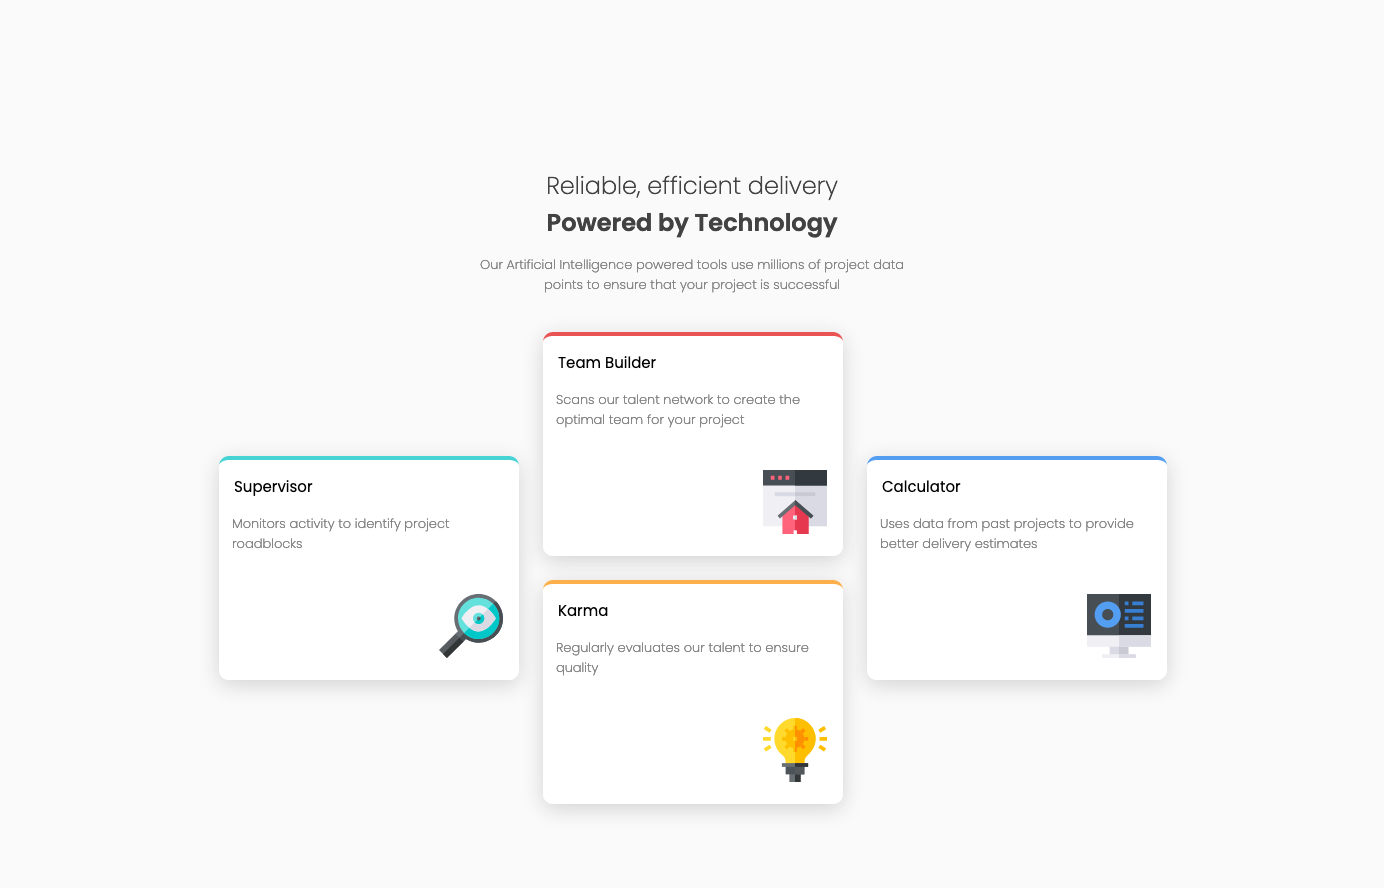 Reliable, efficient delivery
Powered by Technology
Our Artificial Intelligence powered tools use millions of project data
points to ensure that your project is successful
Team Builder
Scans our talent network to create the
optimal team for your project
Supervisor
Monitors activity to identify project
roadblocks
Calculator
Uses data from past projects to provide
better delivery estimates
Karma
Regularly evaluates our talent to ensure
quality